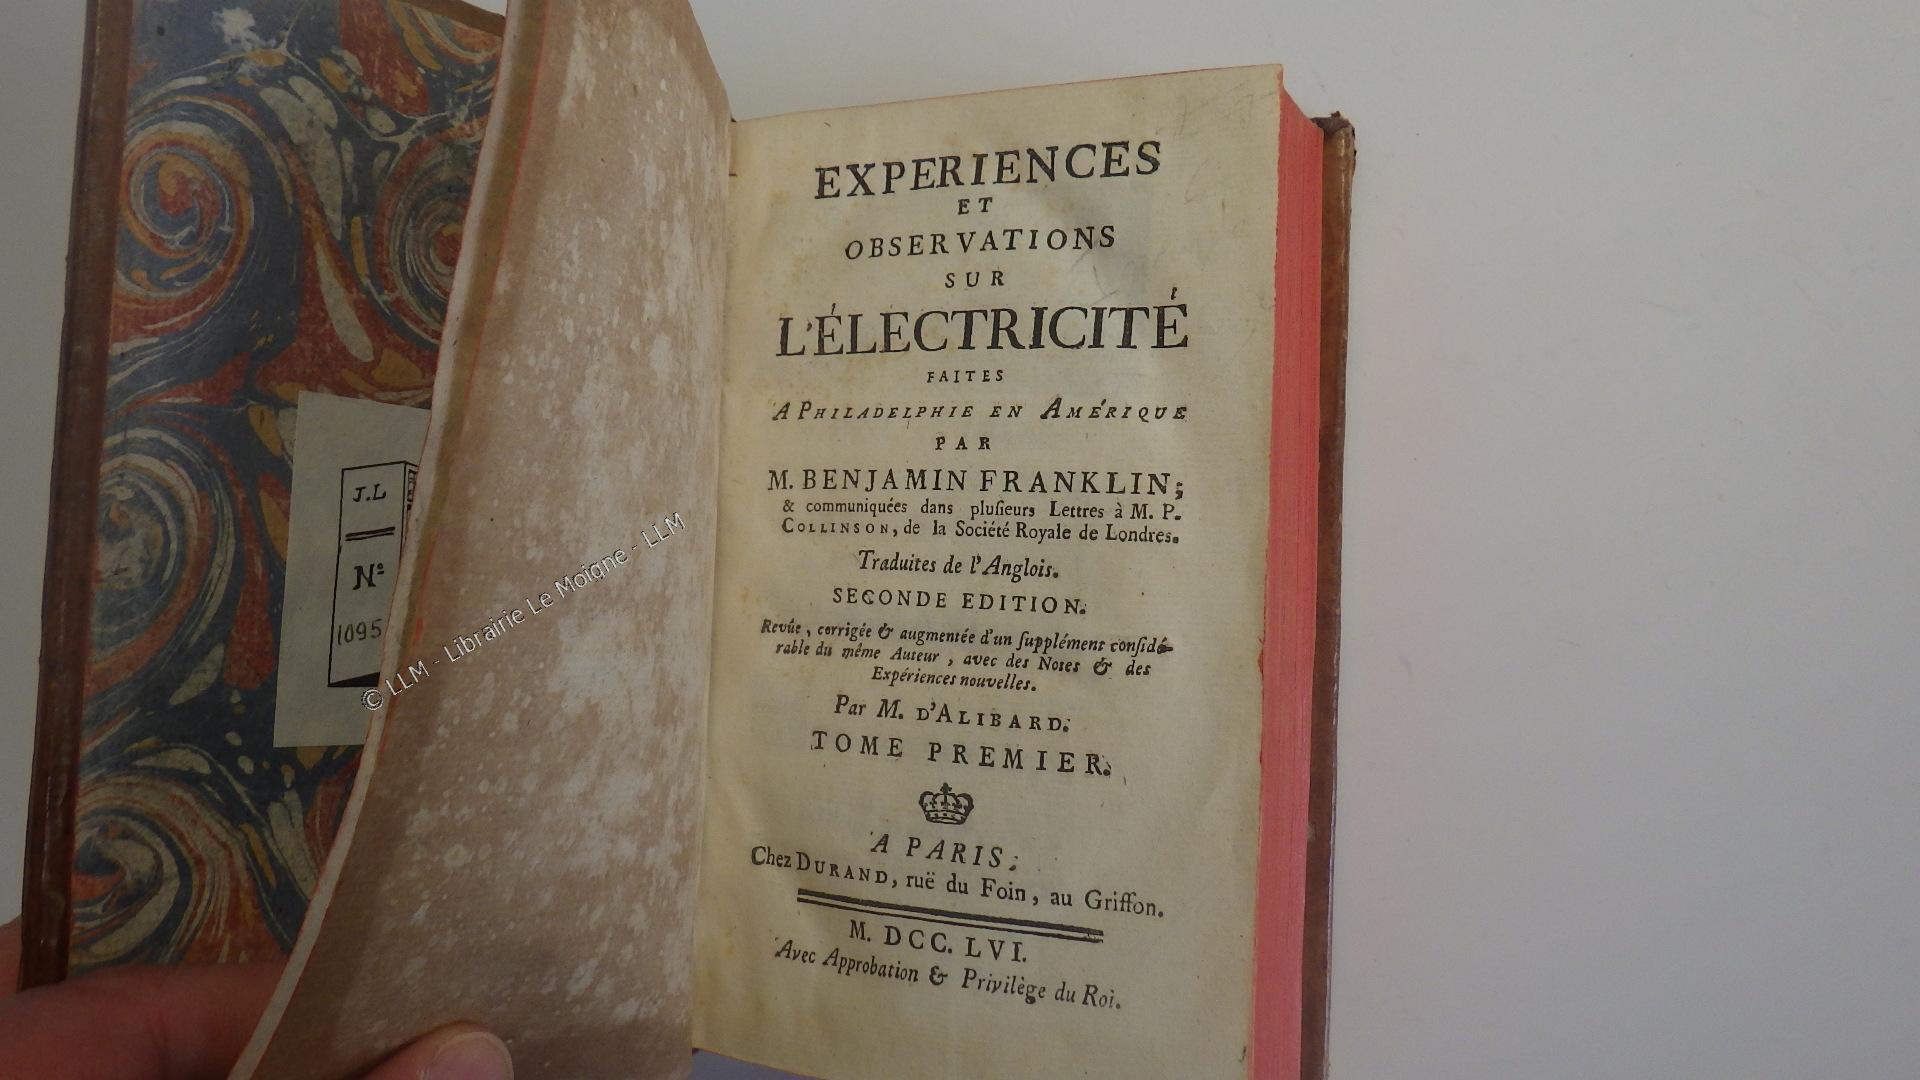 J.L
Nº
1095
EXPERIENCES
ET
OBSERVATIONS
SUR
L'ÉLECTRICITÉ
FAITES
A PHILADELPHIE EN AMÉRIQUE
PAR
M. BENJAMIN FRANKLIN;
& communiquées dans pluſieurs Lettres à M. P.
COLLINSON, de la Société Royale de Londres.
Traduites de l'Anglois.
SECONDE EDITION.
Revûe, corrigée & augmentée d'un ſupplément conſidé-
rable du même Auteur, avec des Notes & des
Expériences nouvelles.
Par M. D'ALIBARD.
TOME PREMIER.
A PARIS;
Chez DURAND, ruë du Foin, au Griffon.
M. DCC. LVI.
Avec Approbation & Privilège du Roi.
© LLM - Librairie Le Moigne - LLM